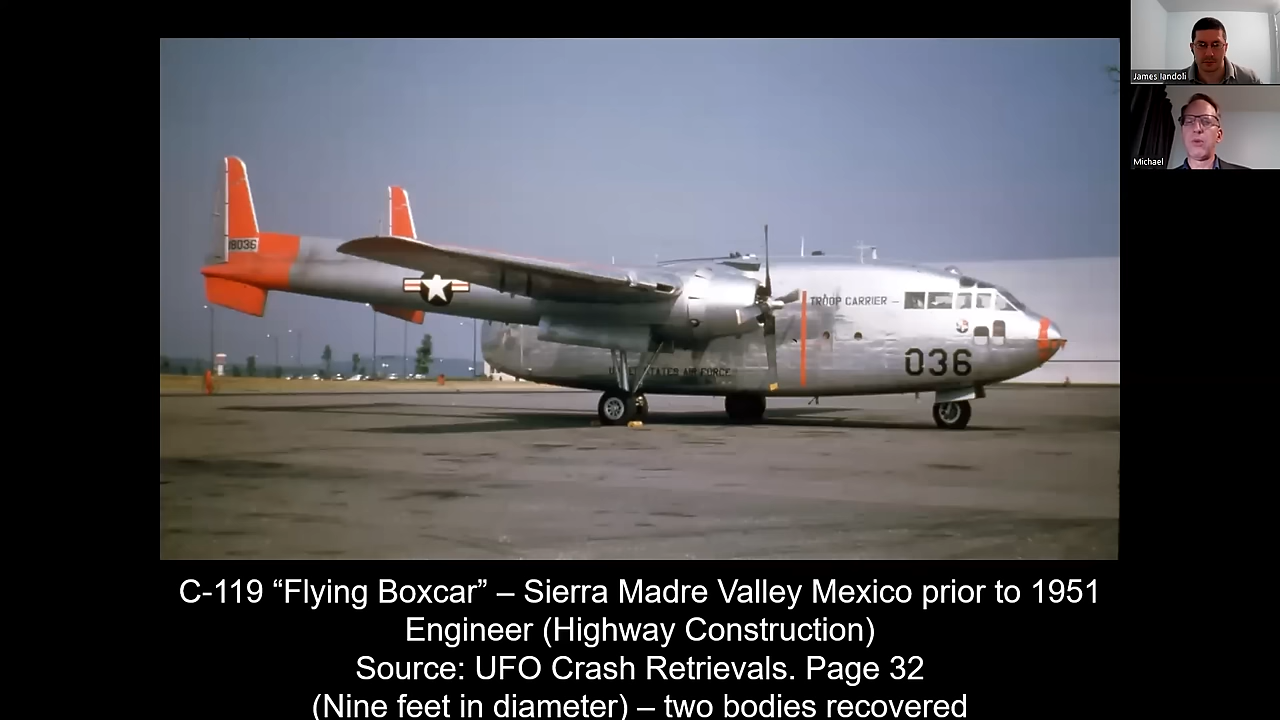 James Iandoli
Michael
18036
TROOP CARRIER –
UNITED STATES AIR FORCE
036
C-119 “Flying Boxcar” – Sierra Madre Valley Mexico prior to 1951
Engineer (Highway Construction)
Source: UFO Crash Retrievals. Page 32
(Nine feet in diameter) – two bodies recovered